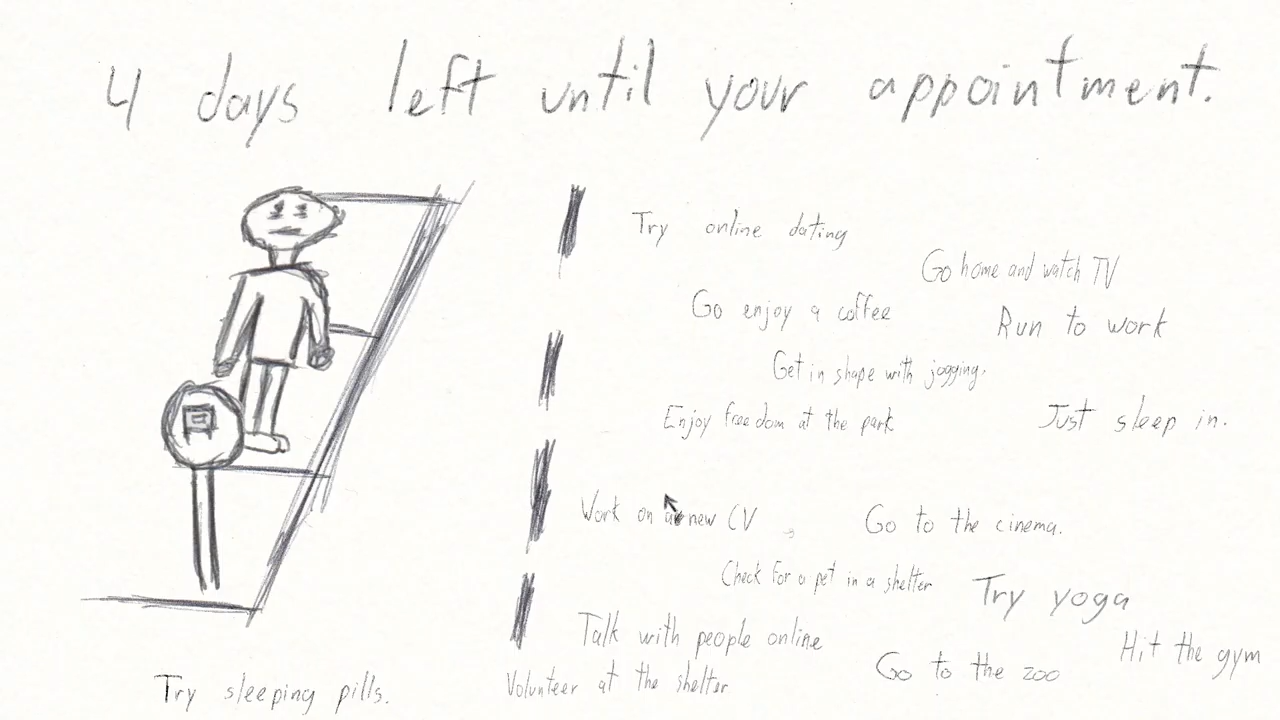 4 days left until your appointment.
Try online dating
Go home and watch TV
Go enjoy a coffee
Run to work
Get in shape with jogging.
Enjoy freedom at the park
Just sleep in.
Work on a new CV
Go to the cinema.
Check for a pet in a shelter
Try yoga
Talk with people online
Hit the gym
Go to the zoo
Volunteer at the shelter
Try sleeping pills.